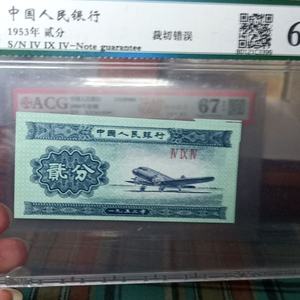 中国人民银行
1953年 贰分
S/N IV IX IV-Note guarantee
裁切错误
6
ACG
67
中国人民银行
贰分
IV IX IV
一九五三年